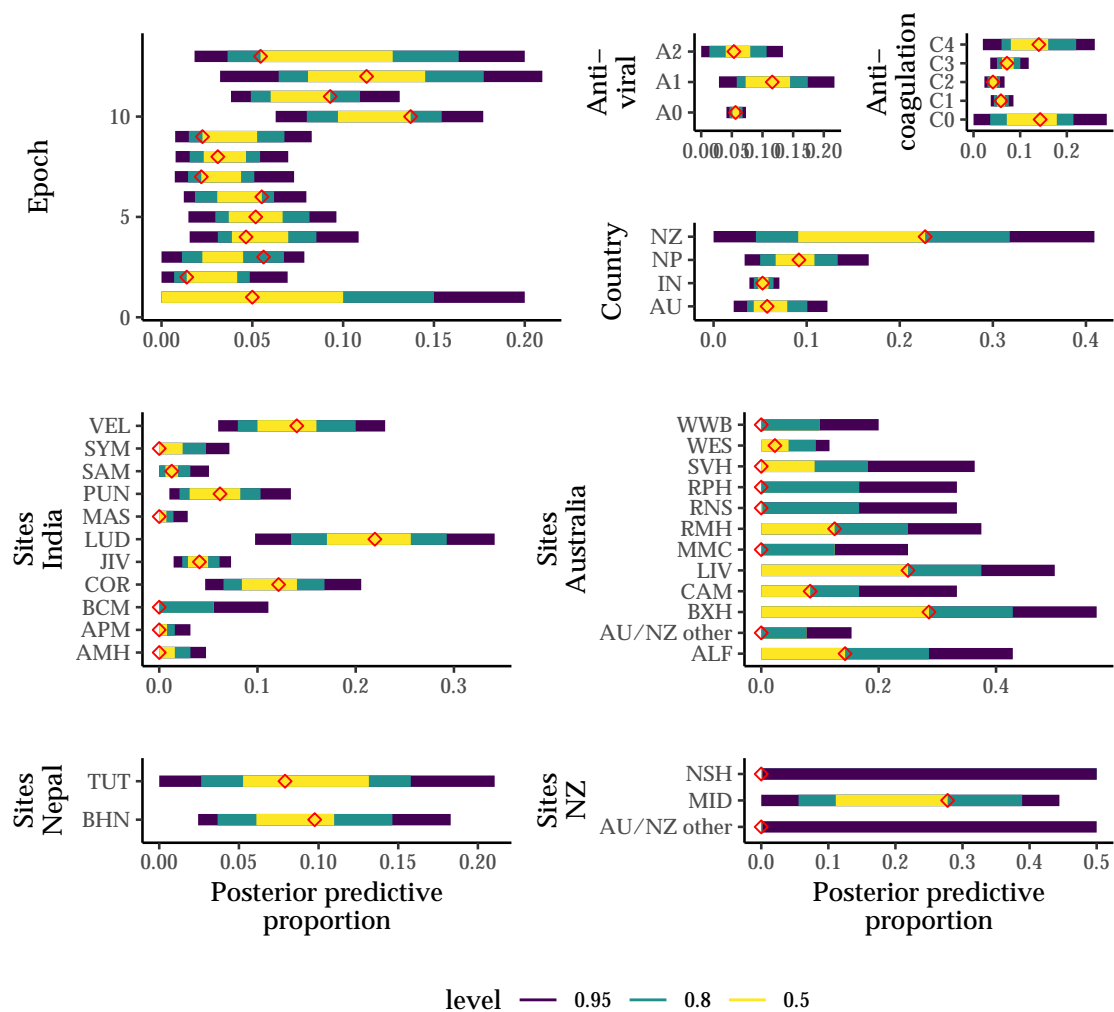 Epoch
10
5
0
0.00 0.05 0.10 0.15 0.20
Anti−
viral
A2
A1
A0
0.00 0.05 0.10 0.15 0.20
Anti−
coagulation
C4
C3
C2
C1
C0
0.0 0.1 0.2
Country
NZ
NP
IN
AU
0.0 0.1 0.2 0.3 0.4
Sites
India
VEL
SYM
SAM
PUN
MAS
LUD
JIV
COR
BCM
APM
AMH
0.0 0.1 0.2 0.3
Sites
Australia
WWB
WES
SVH
RPH
RNS
RMH
MMC
LIV
CAM
BXH
AU/NZ other
ALF
0.0 0.2 0.4
Sites
Nepal
TUT
BHN
0.00 0.05 0.10 0.15 0.20
Posterior predictive
proportion
Sites
NZ
NSH
MID
AU/NZ other
0.0 0.1 0.2 0.3 0.4 0.5
Posterior predictive
proportion
level 0.95 0.8 0.5